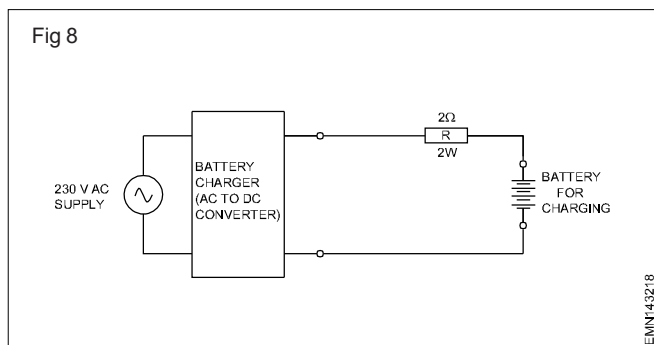 Fig 8
230 V AC
SUPPLY
BATTERY
CHARGER
(AC TO DC
CONVERTER)
2Ω
R
2W
BATTERY
FOR
CHARGING
EMN143218